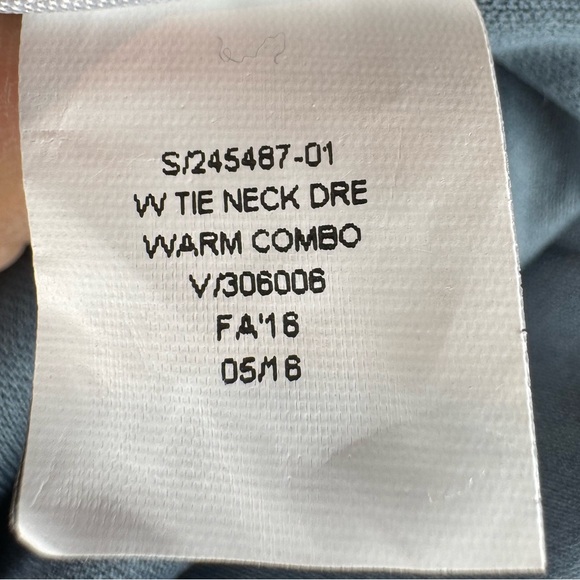 S/245487-01
W TIE NECK DRE
WARM COMBO
V/306006
FA'16
05/16